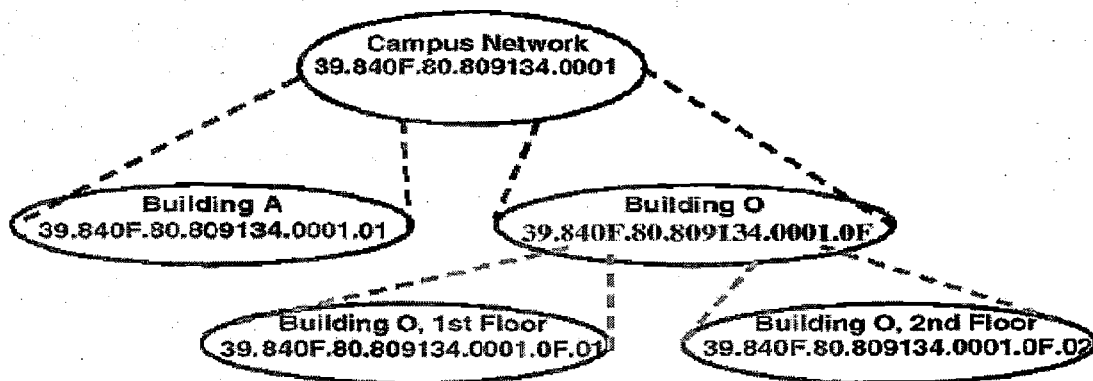 Campus Network
39.840F.80.809134.0001
Building A
39.840F.80.809134.0001.01
Building O
39.840F.80.809134.0001.0F
Building O, 1st Floor
39.840F.80.809134.0001.0F.01
Building O, 2nd Floor
39.840F.80.809134.0001.0F.02